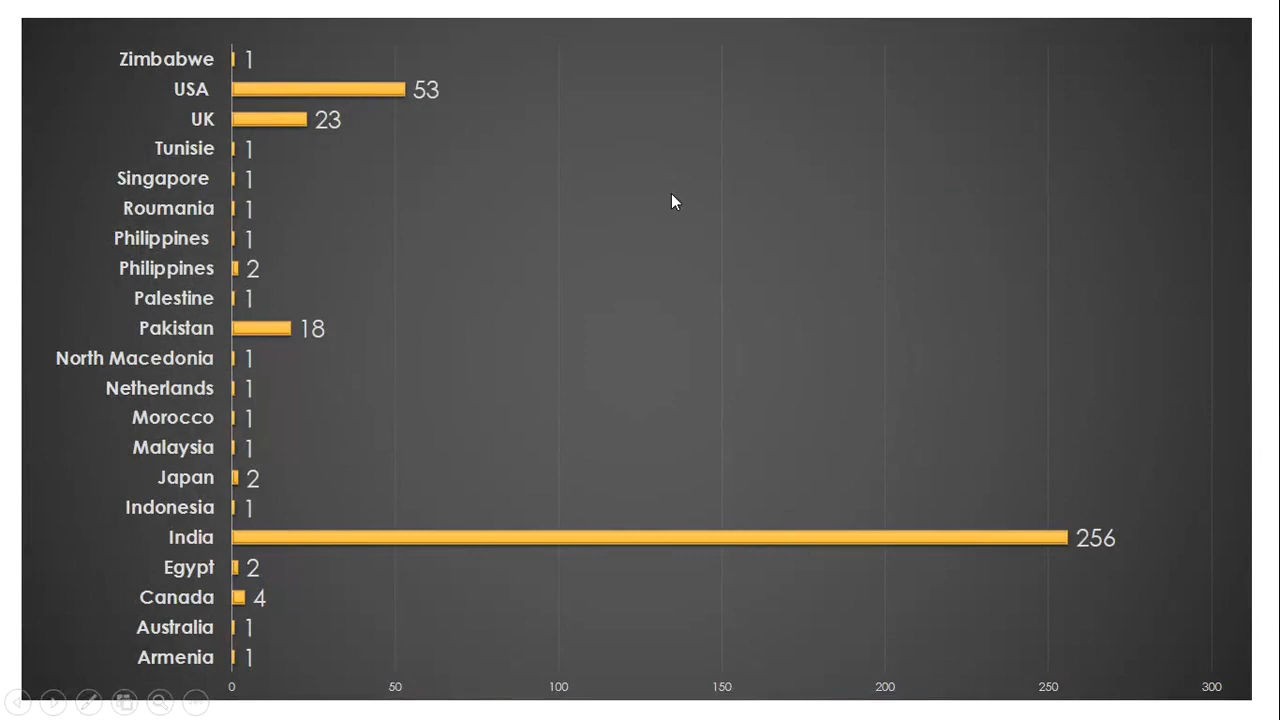 Zimbabwe 1
USA 53
UK 23
Tunisie 1
Singapore 1
Roumania 1
Philippines 1
Philippines 2
Palestine 1
Pakistan 18
North Macedonia 1
Netherlands 1
Morocco 1
Malaysia 1
Japan 2
Indonesia 1
India 256
Egypt 2
Canada 4
Australia 1
Armenia 1
0 50 100 150 200 250 300